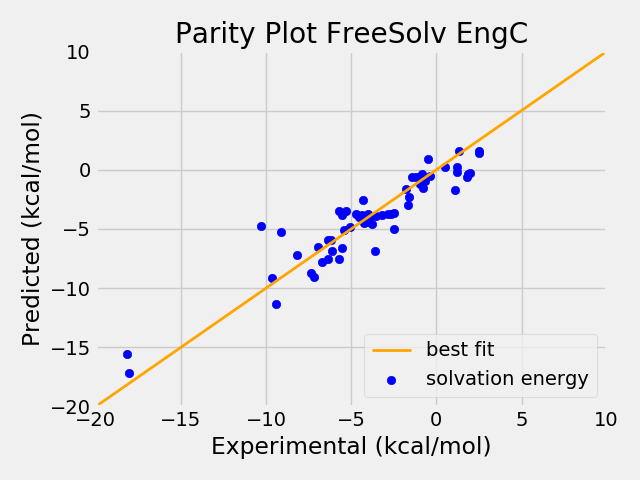 Parity Plot FreeSolv EngC
Predicted (kcal/mol)
10
5
0
−5
−10
−15
−20
−20
−15
−10
−5
0
5
10
best fit
solvation energy
Experimental (kcal/mol)